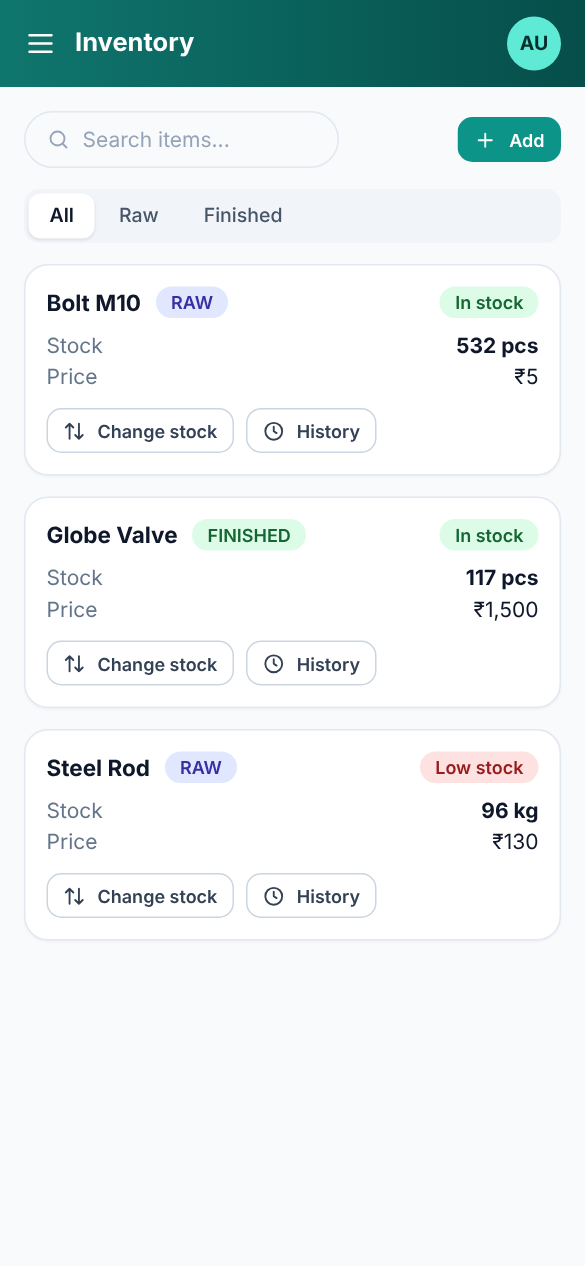 Inventory
AU
Search items...
Add
All Raw Finished
Bolt M10 RAW In stock
Stock 532 pcs
Price ₹5
Change stock History
Globe Valve FINISHED In stock
Stock 117 pcs
Price ₹1,500
Change stock History
Steel Rod RAW Low stock
Stock 96 kg
Price ₹130
Change stock History